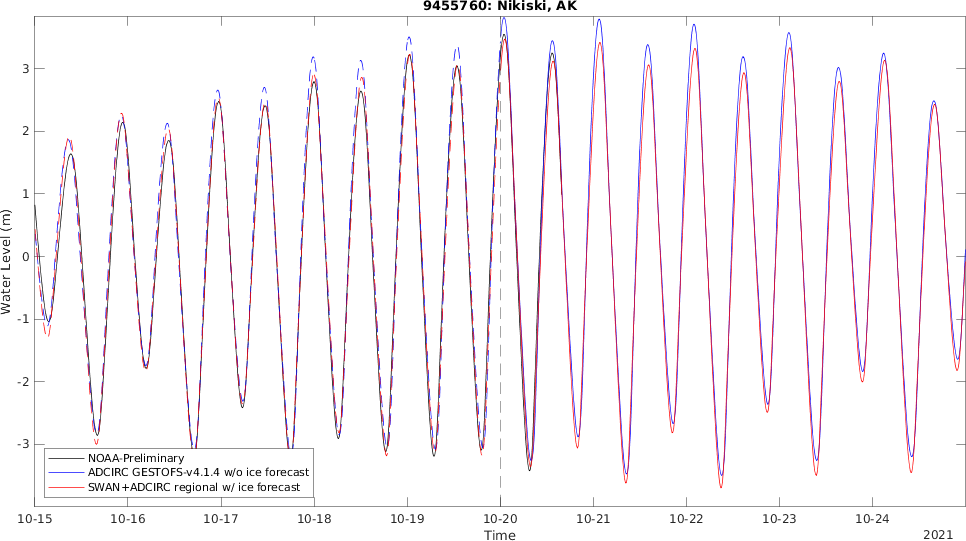 9455760: Nikiski, AK
Water Level (m)
3
2
1
0
-1
-2
-3
NOAA-Preliminary
ADCIRC GESTOFS-v4.1.4 w/o ice forecast
SWAN+ADCIRC regional w/ ice forecast
10-15 10-16 10-17 10-18 10-19 10-20 10-21 10-22 10-23 10-24
Time
2021